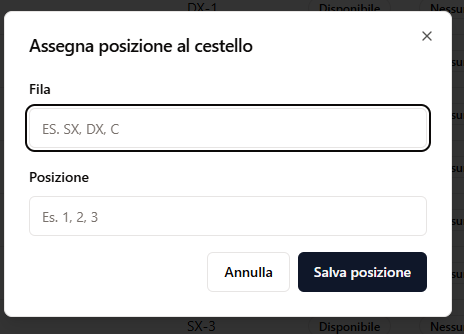 DX-1 Disponibile Nessu
Assegna posizione al cestello
Fila
ES. SX, DX, C
Posizione
Es. 1, 2, 3
Annulla Salva posizione
SX-3 Disponibile Nessu